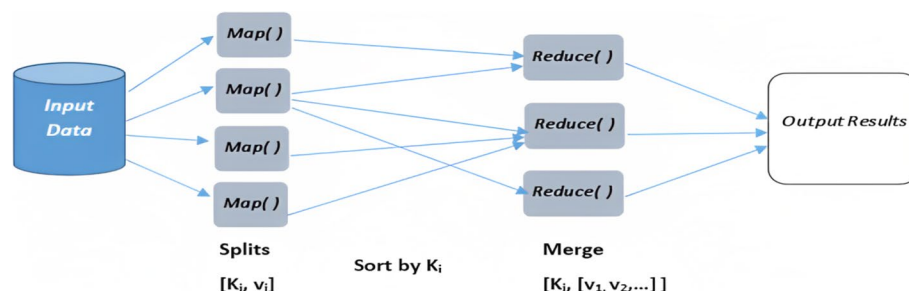 Input
Data
Map( )
Map( )
Map( )
Map( )
Reduce( )
Reduce( )
Reduce( )
Output Results
Splits
[Kᵢ, vᵢ]
Sort by Kᵢ
Merge
[Kᵢ, [v₁, v₂,...] ]